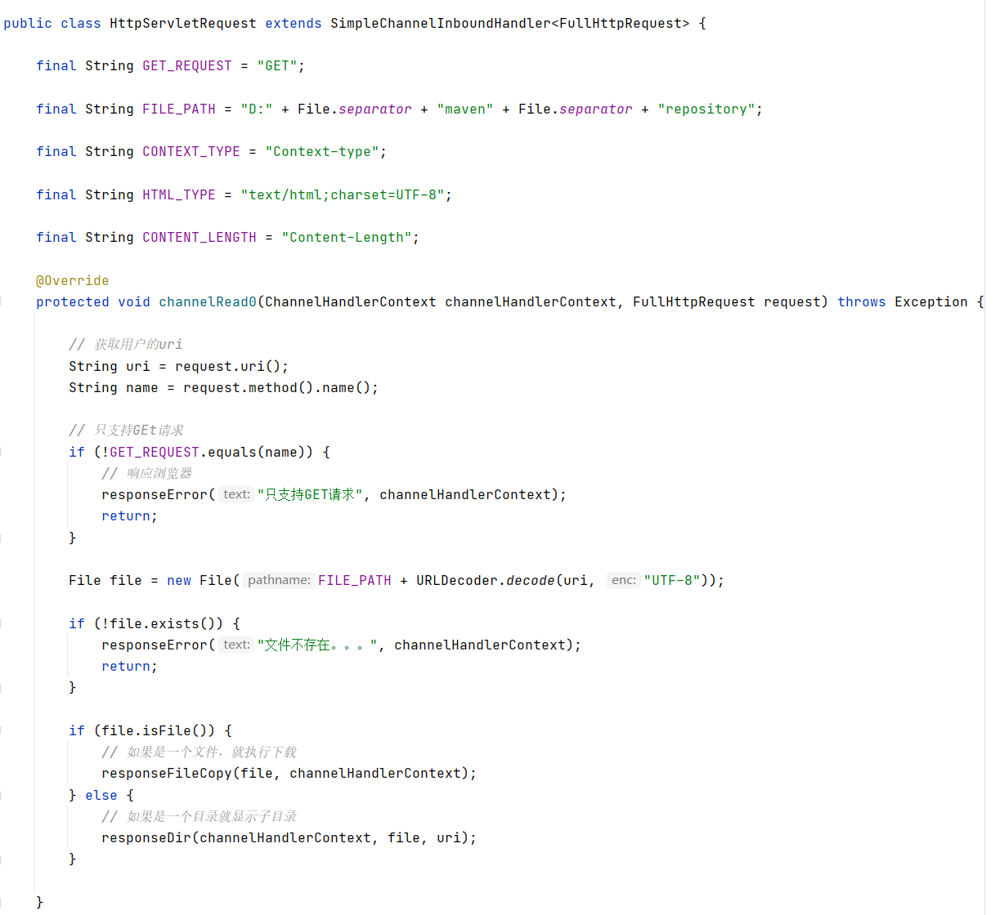 public class HttpServletRequest extends SimpleChannelInboundHandler<FullHttpRequest> {
final String GET_REQUEST = "GET";
final String FILE_PATH = "D:" + File.separator + "maven" + File.separator + "repository";
final String CONTEXT_TYPE = "Context-type";
final String HTML_TYPE = "text/html;charset=UTF-8";
final String CONTENT_LENGTH = "Content-Length";
@Override
protected void channelRead0(ChannelHandlerContext channelHandlerContext, FullHttpRequest request) throws Exception {
// 获取用户的uri
String uri = request.uri();
String name = request.method().name();
// 只支持GEt请求
if (!GET_REQUEST.equals(name)) {
// 响应浏览器
responseError( text: "只支持GET请求", channelHandlerContext);
return;
}
File file = new File( pathname: FILE_PATH + URLDecoder.decode(uri, enc: "UTF-8"));
if (!file.exists()) {
responseError( text: "文件不存在。。。", channelHandlerContext);
return;
}
if (file.isFile()) {
// 如果是一个文件，就执行下载
responseFileCopy(file, channelHandlerContext);
} else {
// 如果是一个目录就显示子目录
responseDir(channelHandlerContext, file, uri);
}
}